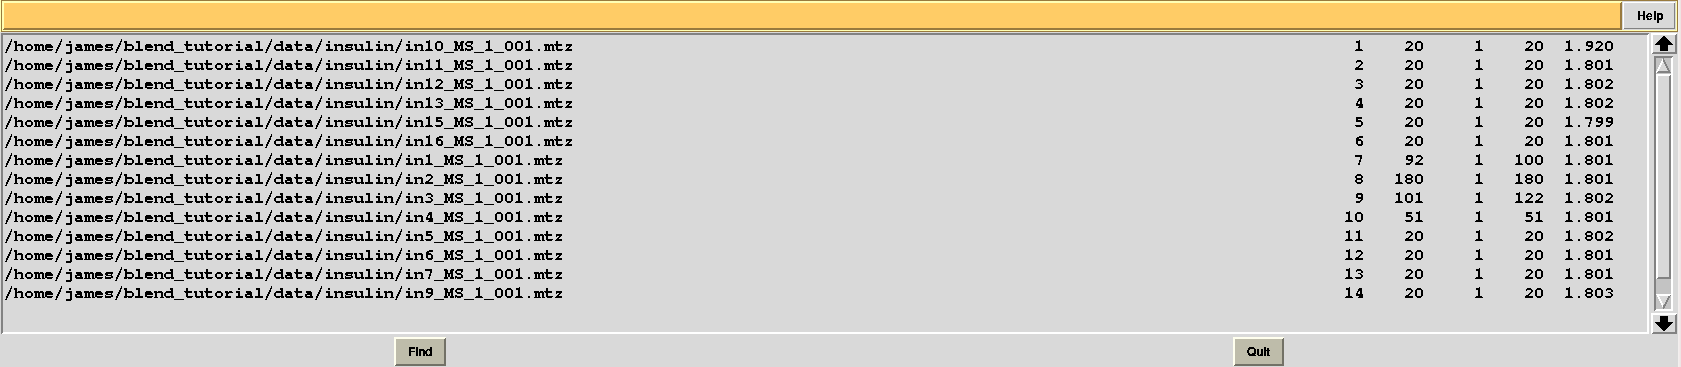 Help
/home/james/blend_tutorial/data/insulin/in10_MS_1_001.mtz 1 20 1 20 1.920
/home/james/blend_tutorial/data/insulin/in11_MS_1_001.mtz 2 20 1 20 1.801
/home/james/blend_tutorial/data/insulin/in12_MS_1_001.mtz 3 20 1 20 1.802
/home/james/blend_tutorial/data/insulin/in13_MS_1_001.mtz 4 20 1 20 1.802
/home/james/blend_tutorial/data/insulin/in15_MS_1_001.mtz 5 20 1 20 1.799
/home/james/blend_tutorial/data/insulin/in16_MS_1_001.mtz 6 20 1 20 1.801
/home/james/blend_tutorial/data/insulin/in1_MS_1_001.mtz 7 92 1 100 1.801
/home/james/blend_tutorial/data/insulin/in2_MS_1_001.mtz 8 180 1 180 1.801
/home/james/blend_tutorial/data/insulin/in3_MS_1_001.mtz 9 101 1 122 1.802
/home/james/blend_tutorial/data/insulin/in4_MS_1_001.mtz 10 51 1 51 1.801
/home/james/blend_tutorial/data/insulin/in5_MS_1_001.mtz 11 20 1 20 1.802
/home/james/blend_tutorial/data/insulin/in6_MS_1_001.mtz 12 20 1 20 1.801
/home/james/blend_tutorial/data/insulin/in7_MS_1_001.mtz 13 20 1 20 1.801
/home/james/blend_tutorial/data/insulin/in9_MS_1_001.mtz 14 20 1 20 1.803
Find Quit